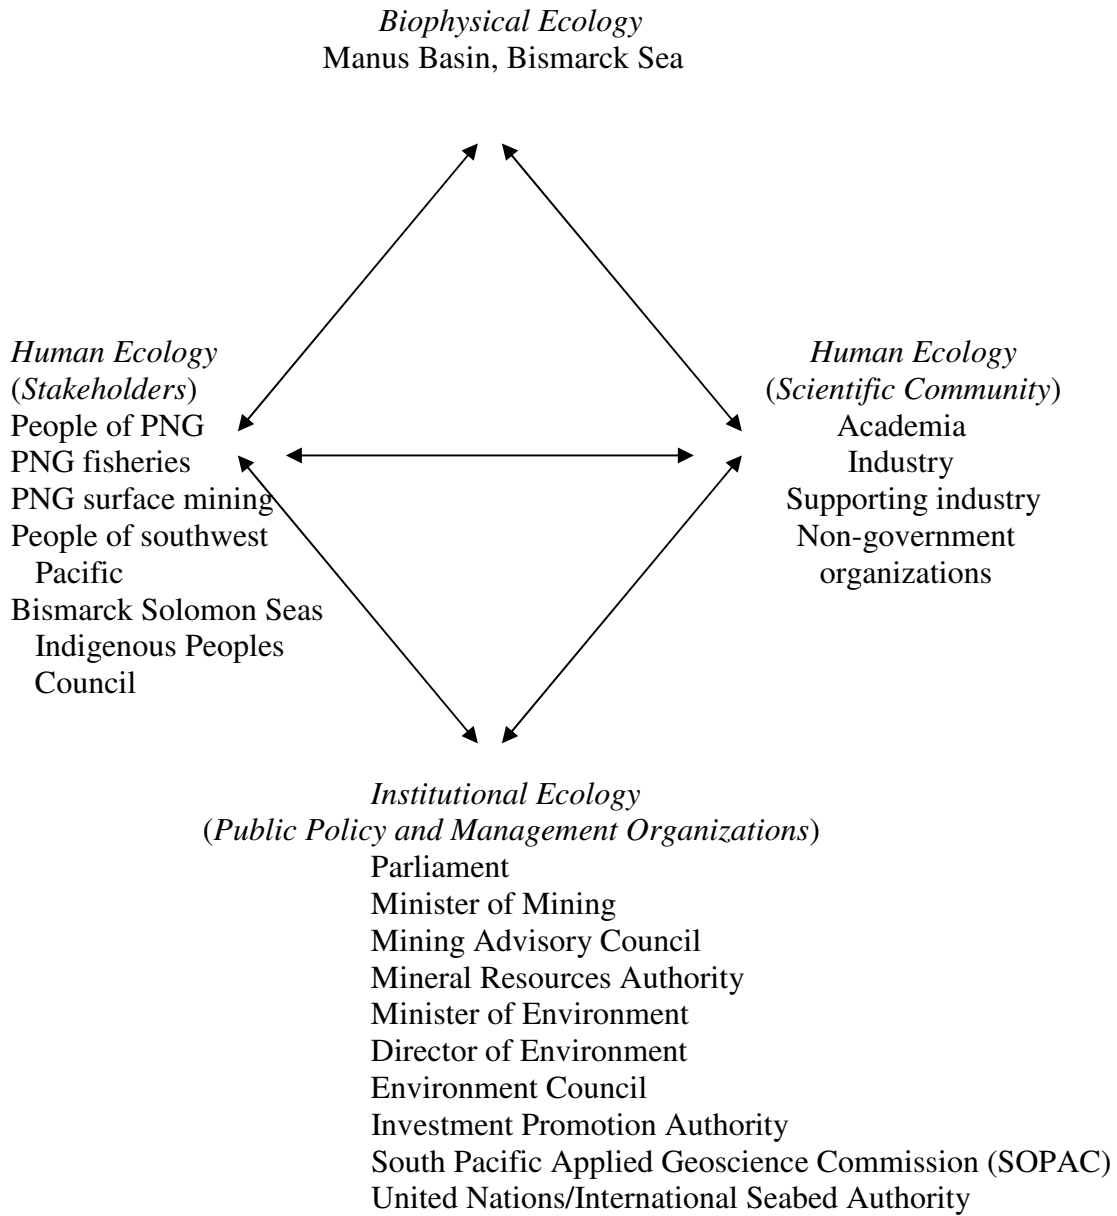 Biophysical Ecology
Manus Basin, Bismarck Sea
Human Ecology
(Stakeholders)
People of PNG
PNG fisheries
PNG surface mining
People of southwest
Pacific
Bismarck Solomon Seas
Indigenous Peoples
Council
Human Ecology
(Scientific Community)
Academia
Industry
Supporting industry
Non-government
organizations
Institutional Ecology
(Public Policy and Management Organizations)
Parliament
Minister of Mining
Mining Advisory Council
Mineral Resources Authority
Minister of Environment
Director of Environment
Environment Council
Investment Promotion Authority
South Pacific Applied Geoscience Commission (SOPAC)
United Nations/International Seabed Authority